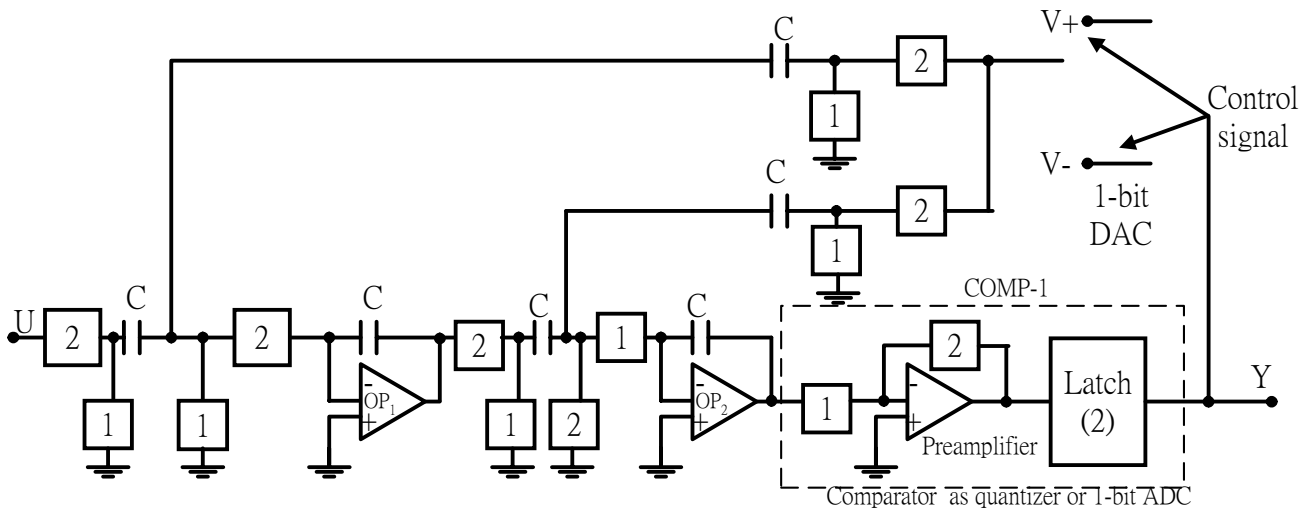 V+
C
2
1
Control
signal
V-
1-bit
DAC
C
2
1
COMP-1
U
2
C
2
C
2
C
1
C
2
Y
-
OP1
+
-
OP2
+
1
-
+
Latch
(2)
1
1
1
2
Preamplifier
Comparator as quantizer or 1-bit ADC